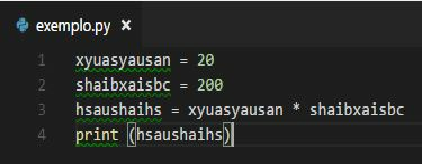 exemplo.py ×
1 xyuasyausan = 20
2 shaibxaisbc = 200
3 hsaushaihs = xyuasyausan * shaibxaisbc
4 print (hsaushaihs)